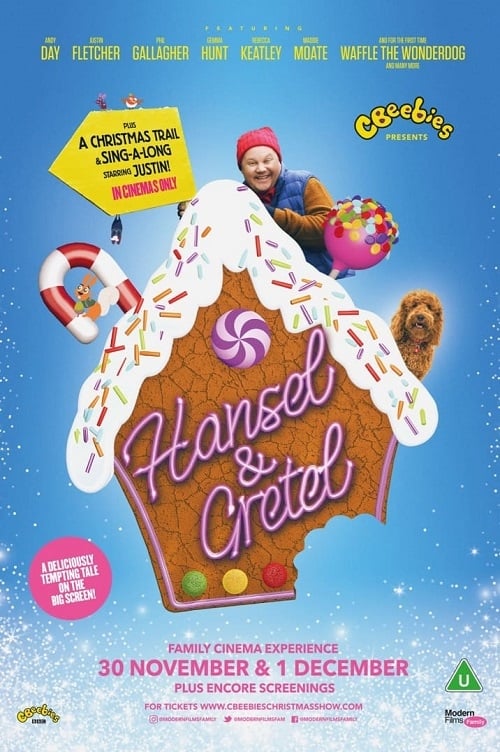 FEATURING
ANDY DAY
JUSTIN FLETCHER
PHIL GALLAGHER
GEMMA HUNT
REBECCA KEATLEY
MADDIE MOATE
AND FOR THE FIRST TIME
WAFFLE THE WONDERDOG
AND MANY MORE
CBeebies
PRESENTS
PLUS
A CHRISTMAS TRAIL
& SING-A-LONG
STARRING JUSTIN!
IN CINEMAS ONLY
Hansel
&
Gretel
A DELICIOUSLY
TEMPTING TALE
ON THE
BIG SCREEN!
FAMILY CINEMA EXPERIENCE
30 NOVEMBER & 1 DECEMBER
PLUS ENCORE SCREENINGS
FOR TICKETS WWW.CBEEBIESCHRISTMASSHOW.COM
@MODERNFILMSFAMILY @MODERNFILMSFAM @MODERNFILMSFAMILY
CBeebies
BBC
U
Modern
Films Family